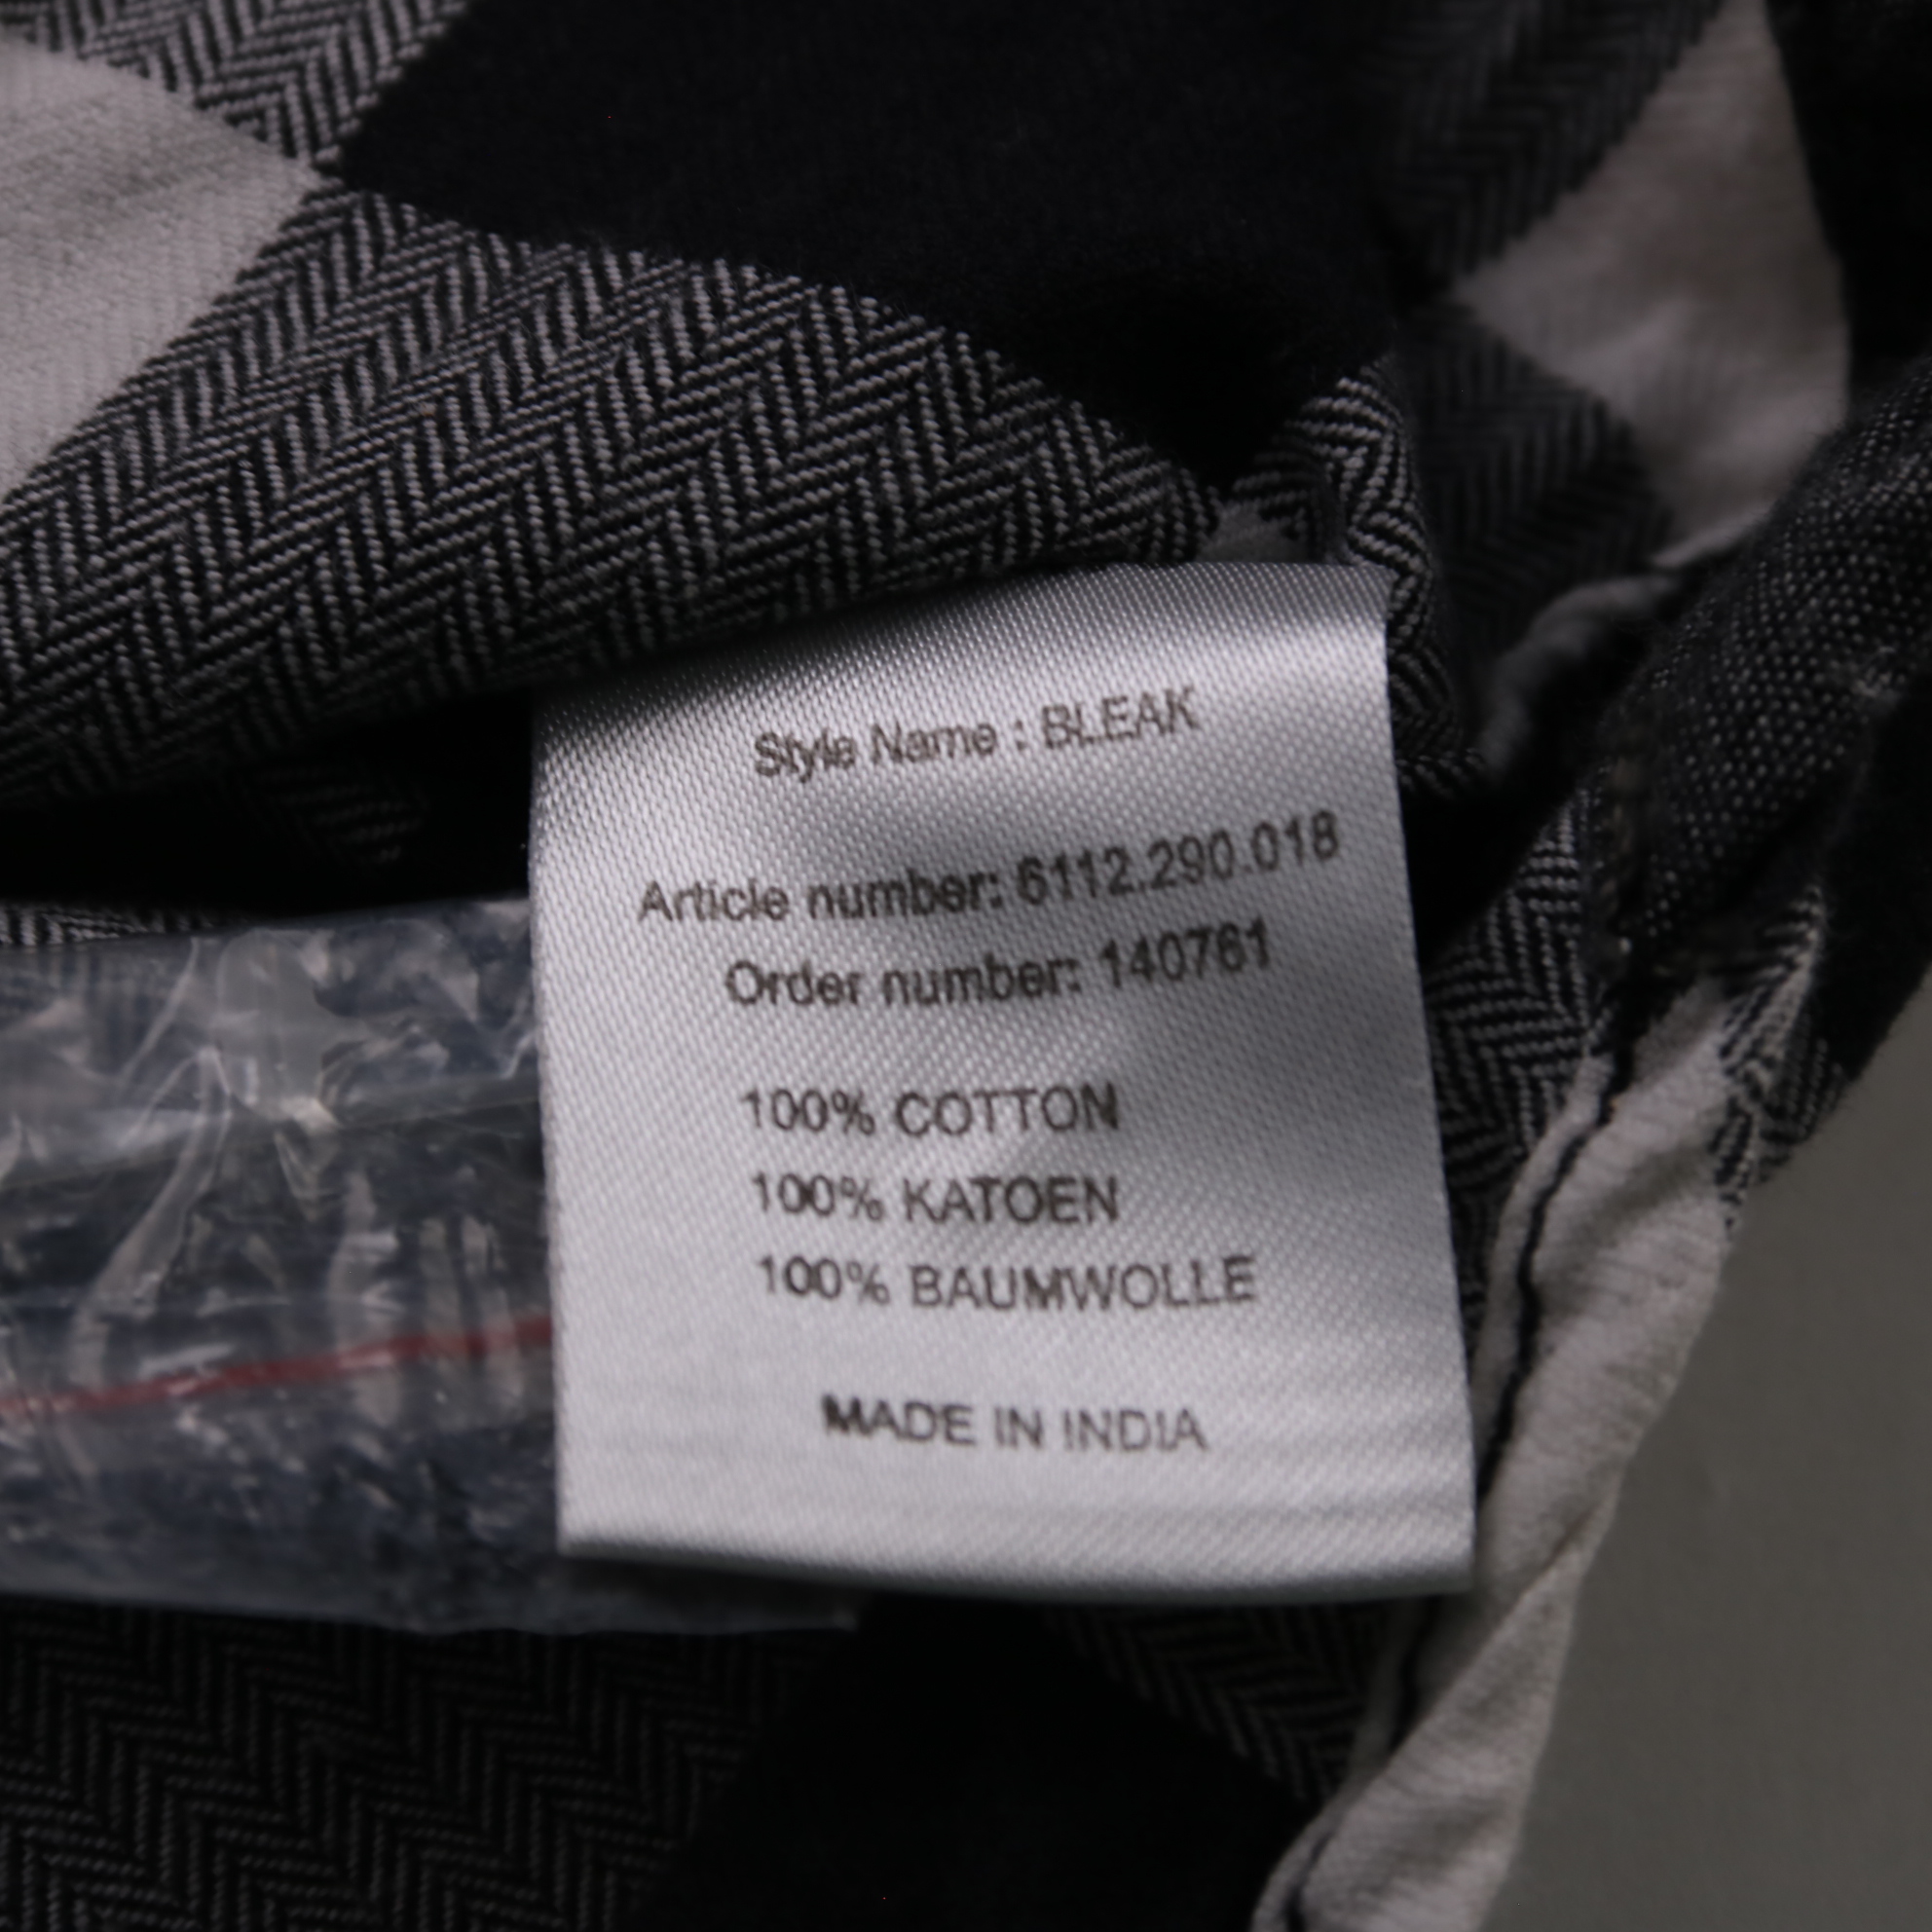 Style Name : BLEAK
Article number: 6112.290.018
Order number: 140761
100% COTTON
100% KATOEN
100% BAUMWOLLE
MADE IN INDIA